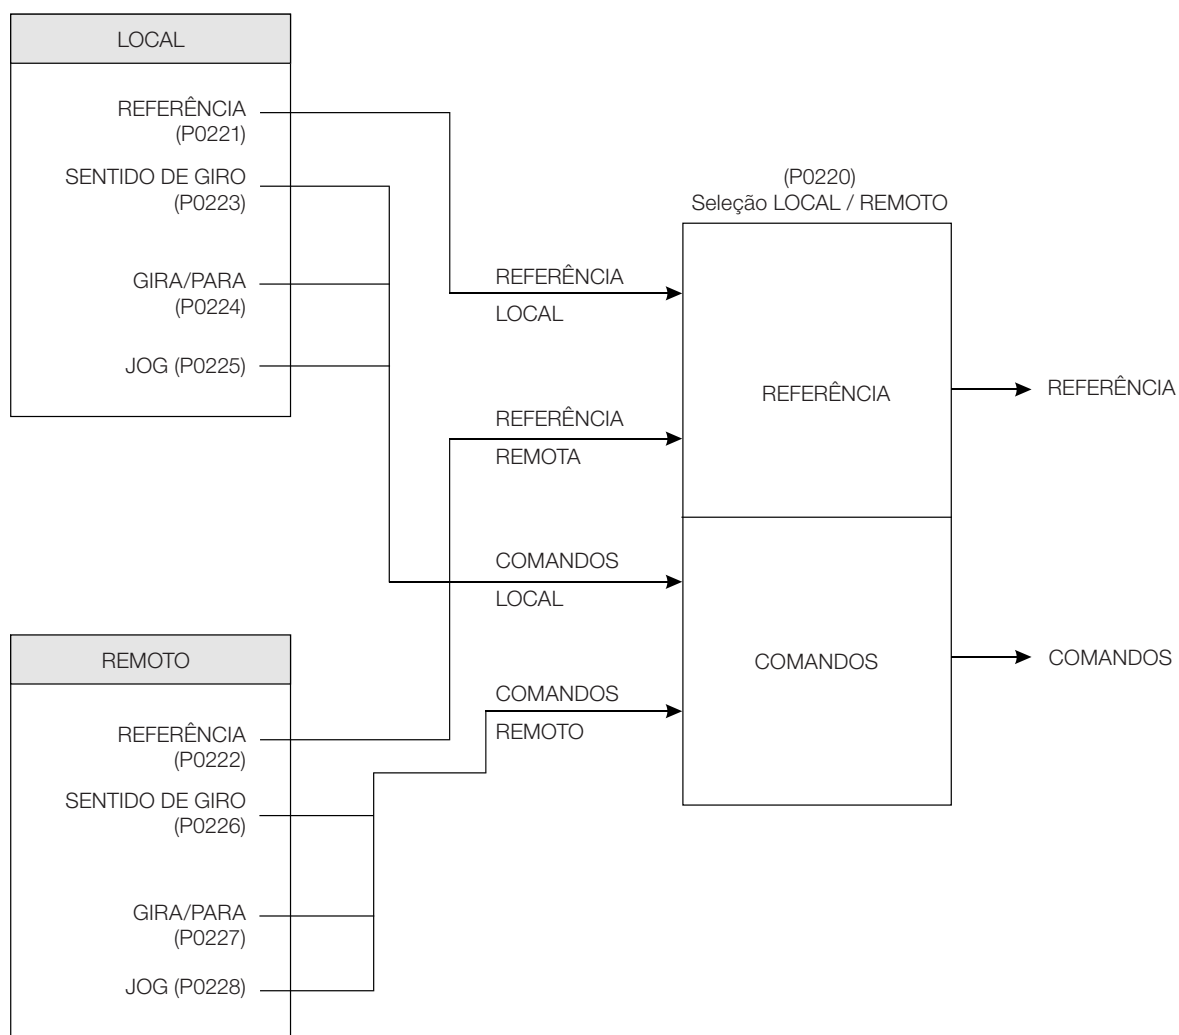 LOCAL
REFERÊNCIA
(P0221)
SENTIDO DE GIRO
(P0223)
GIRA/PARA
(P0224)
JOG (P0225)
(P0220)
Seleção LOCAL / REMOTO
REFERÊNCIA
LOCAL
REFERÊNCIA
REMOTA
REFERÊNCIA
REFERÊNCIA
COMANDOS
LOCAL
COMANDOS
REMOTO
COMANDOS
COMANDOS
REMOTO
REFERÊNCIA
(P0222)
SENTIDO DE GIRO
(P0226)
GIRA/PARA
(P0227)
JOG (P0228)